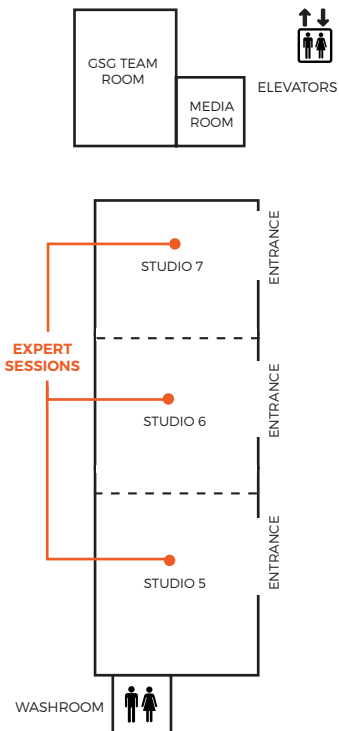 GSG TEAM
ROOM
MEDIA
ROOM
ELEVATORS
ENTRANCE
STUDIO 7
EXPERT
SESSIONS
ENTRANCE
STUDIO 6
ENTRANCE
STUDIO 5
WASHROOM